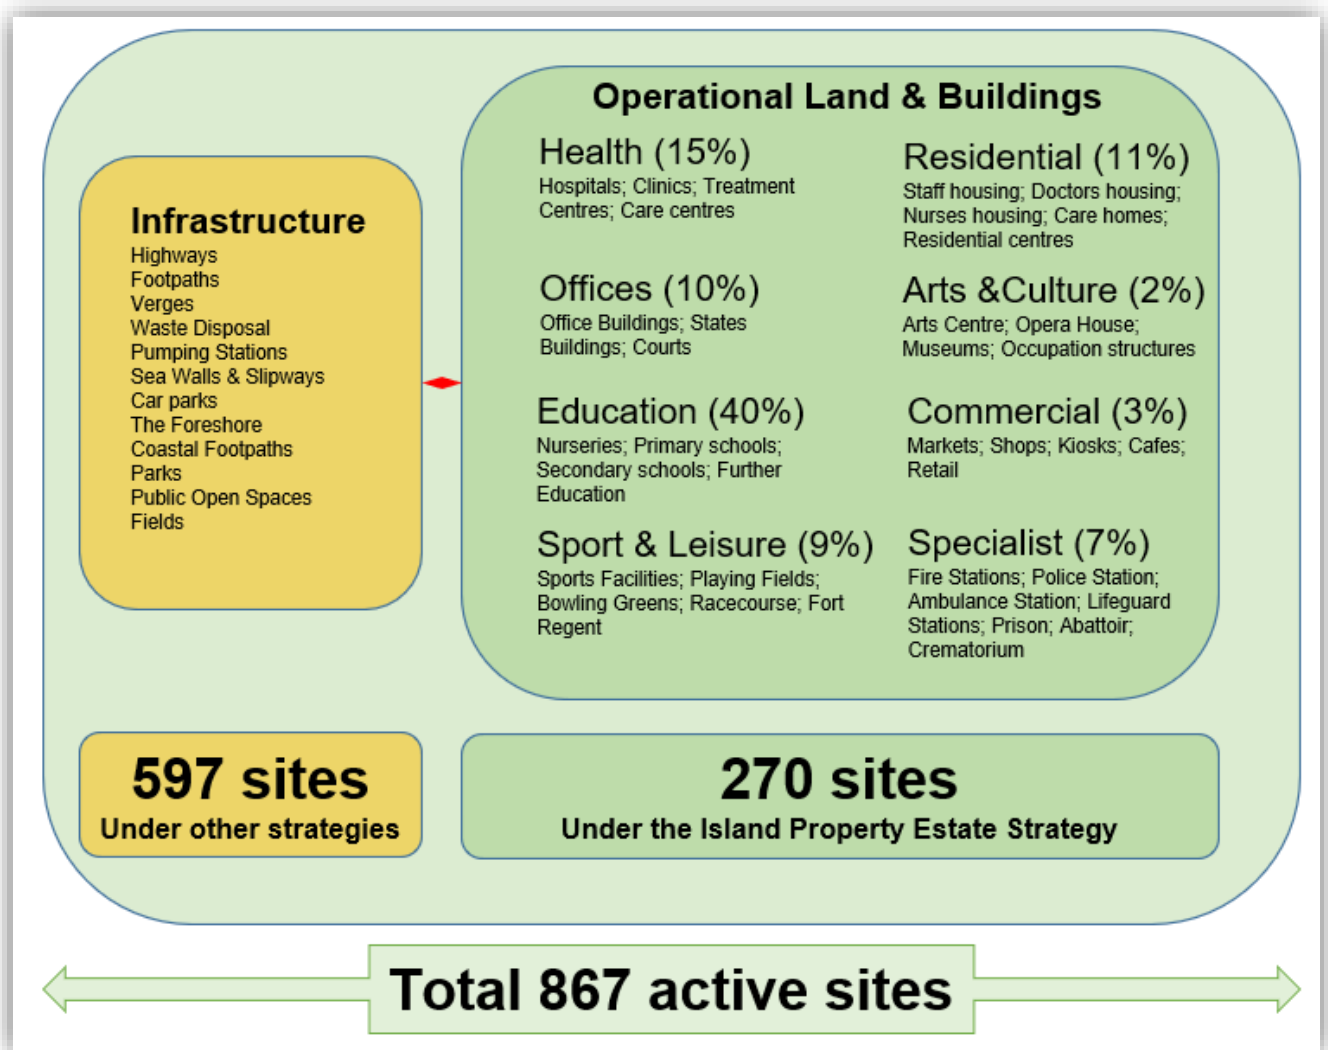 Operational Land & Buildings
Infrastructure
Highways
Footpaths
Verges
Waste Disposal
Pumping Stations
Sea Walls & Slipways
Car parks
The Foreshore
Coastal Footpaths
Parks
Public Open Spaces
Fields
Health (15%)
Hospitals; Clinics; Treatment
Centres; Care centres
Residential (11%)
Staff housing; Doctors housing;
Nurses housing; Care homes;
Residential centres
Offices (10%)
Office Buildings; States
Buildings; Courts
Arts &Culture (2%)
Arts Centre; Opera House;
Museums; Occupation structures
Education (40%)
Nurseries; Primary schools;
Secondary schools; Further
Education
Commercial (3%)
Markets; Shops; Kiosks; Cafes;
Retail
Sport & Leisure (9%)
Sports Facilities; Playing Fields;
Bowling Greens; Racecourse; Fort
Regent
Specialist (7%)
Fire Stations; Police Station;
Ambulance Station; Lifeguard
Stations; Prison; Abattoir;
Crematorium
597 sites
Under other strategies
270 sites
Under the Island Property Estate Strategy
Total 867 active sites